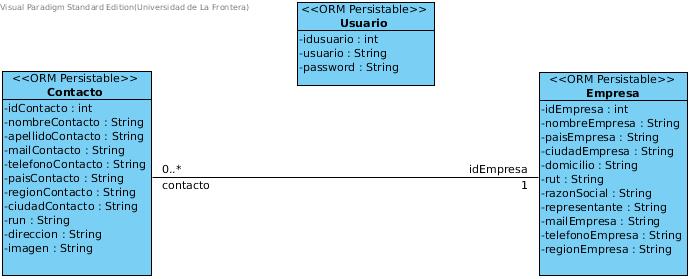 Visual Paradigm Standard Edition(Universidad de La Frontera)
<<ORM Persistable>>
Usuario
-idusuario : int
-usuario : String
-password : String
<<ORM Persistable>>
Contacto
-idContacto : int
-nombreContacto : String
-apellidoContacto : String
-mailContacto : String
-telefonoContacto : String
-paisContacto : String
-regionContacto : String
-ciudadContacto : String
-run : String
-direccion : String
-imagen : String
0..*
contacto
idEmpresa
1
<<ORM Persistable>>
Empresa
-idEmpresa : int
-nombreEmpresa : String
-paisEmpresa : String
-ciudadEmpresa : String
-domicilio : String
-rut : String
-razonSocial : String
-representante : String
-mailEmpresa : String
-telefonoEmpresa : String
-regionEmpresa : String